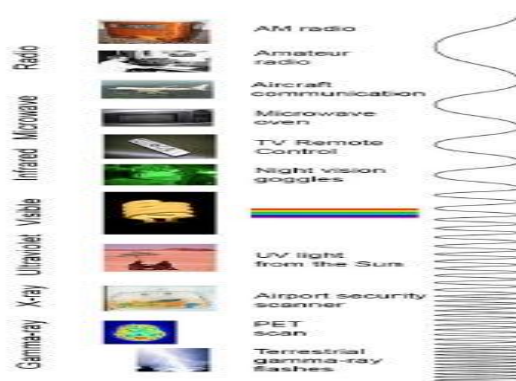 Radio
AM radio
Amateur
radio
Aircraft
communication
Microwave
Microwave
oven
Infrared
TV Remote
Control
Night vision
goggles
Visible
Ultraviolet
UV light
from the Sun
X-ray
Airport security
scanner
Gamma-ray
PET
scan
Terrestrial
gamma-ray
flashes